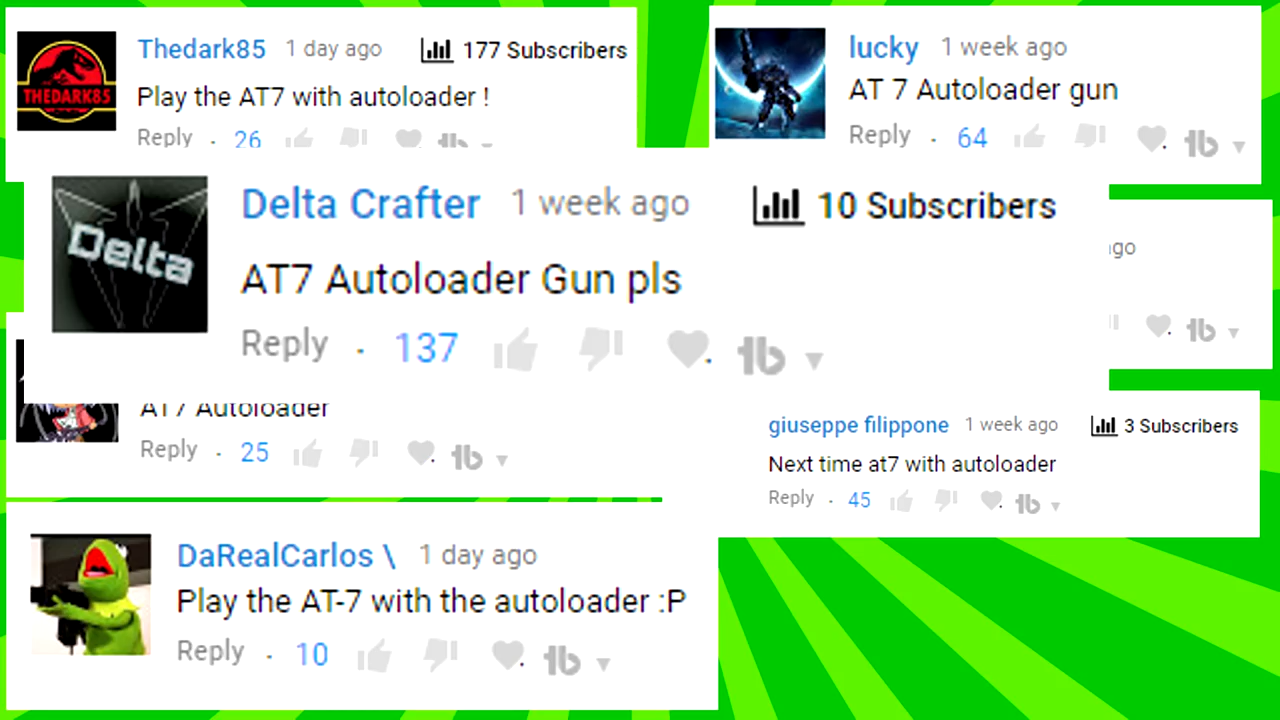 Thedark85 1 day ago 177 Subscribers
THEDARK85
Play the AT7 with autoloader !
Reply . 26
lucky 1 week ago
AT 7 Autoloader gun
Reply . 64
Delta Crafter 1 week ago 10 Subscribers
Delta
AT7 Autoloader Gun pls
Reply . 137
ago
AT7 Autoloader
Reply . 25
giuseppe filippone 1 week ago 3 Subscribers
Next time at7 with autoloader
Reply . 45
DaRealCarlos \ 1 day ago
Play the AT-7 with the autoloader :P
Reply . 10